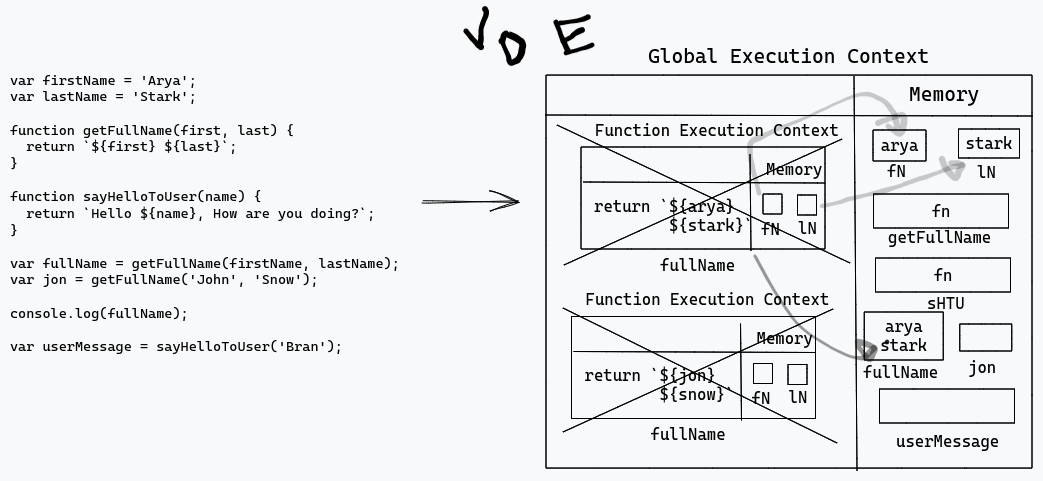 V D E
var firstName = 'Arya';
var lastName = 'Stark';
function getFullName(first, last) {
return `${first} ${last}`;
}
function sayHelloToUser(name) {
return `Hello ${name}, How are you doing?`;
}
var fullName = getFullName(firstName, lastName);
var jon = getFullName('John', 'Snow');
console.log(fullName);
var userMessage = sayHelloToUser('Bran');
Global Execution Context
Function Execution Context
Memory
return `${arya}
${stark}`
fN lN
fullName
Function Execution Context
Memory
return `${jon}
${snow}`
fN lN
fullName
Memory
arya stark
fN lN
fn
getFullName
fn
sHTU
arya
stark
fullName jon
userMessage